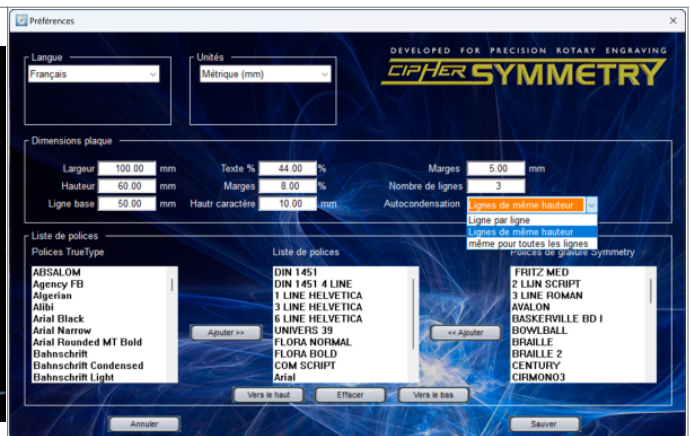 Préférences
DEVELOPED FOR PRECISION ROTARY ENGRAVING
CIPHER SYMMETRY
Langue
Français
Unités
Métrique (mm)
Dimensions plaque
Largeur 100.00 mm
Texte % 44.00 %
Marges 5.00 mm
Hauteur 60.00 mm
Marges 8.00 %
Nombre de lignes 3
Ligne base 50.00 mm
Hautr caractère 10.00 mm
Autocondensation Lignes de même hauteur
Ligne par ligne
Lignes de même hauteur
même pour toutes les lignes
Liste de polices
Polices TrueType
ABSALOM
Agency FB
Algerian
Alibi
Arial Black
Arial Narrow
Arial Rounded MT Bold
Bahnschrift
Bahnschrift Condensed
Bahnschrift Light
Ajouter >>
Liste de polices
DIN 1451
DIN 1451 4 LINE
1 LINE HELVETICA
3 LINE HELVETICA
6 LINE HELVETICA
UNIVERS 39
FLORA NORMAL
FLORA BOLD
COM SCRIPT
Arial
<< Ajouter
Polices de gravure Symmetry
FRITZ MED
2 LIJN SCRIPT
3 LINE ROMAN
AVALON
BASKERVILLE BD I
BOWLBALL
BRAILLE
BRAILLE 2
CENTURY
CIRMONO3
Vers le haut
Effacer
Vers le bas
Annuler
Sauver